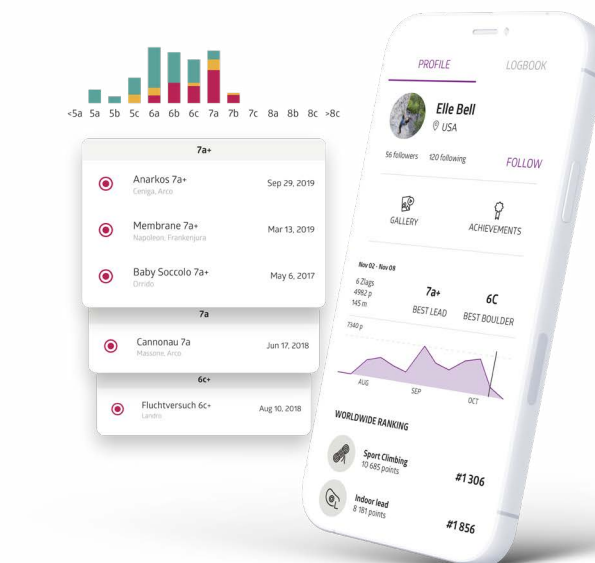 <5a 5a 5b 5c 6a 6b 6c 7a 7b 7c 8a 8b 8c >8c
7a+
Anarkos 7a+
Ceniga, Arco
Sep 29, 2019
Membrane 7a+
Napoleon, Frankenjura
Mar 13, 2019
Baby Soccolo 7a+
Orrido
May 6, 2017
7a
Cannonau 7a
Massone, Arco
Jun 17, 2018
6c+
Fluchtversuch 6c+
Landro
Aug 10, 2018
PROFILE LOGBOOK
Elle Bell
USA
56 followers 120 following FOLLOW
GALLERY ACHIEVEMENTS
Nov 02 - Nov 08
6 Zlags
4982 p
145 m
7a+
BEST LEAD
6C
BEST BOULDER
7340 p
AUG SEP OCT
WORLDWIDE RANKING
Sport Climbing
10 685 points
#1 306
Indoor lead
8 181 points
#1 856